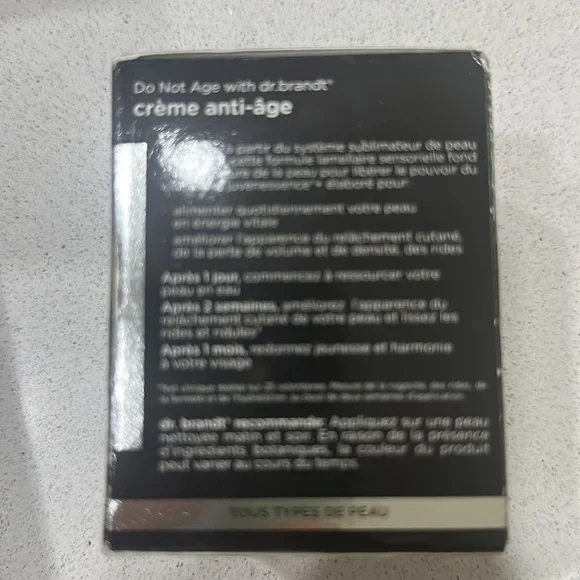 Do Not Age with dr.brandt®
crème anti-âge
à partir du système sublimateur de peau
cette formule lamellaire sensorielle fond
de la peau pour libérer le pouvoir du
élaboré pour:
alimenter quotidiennement votre peau
en énergie vitale
améliorer l'apparence du relâchement cutané,
de la perte de volume et de densité, des rides
Après 1 jour, commencez à ressourcer votre
peau en eau
Après 2 semaines, améliorez l'apparence du
relâchement cutané de votre peau et lissez les
rides et ridules*
Après 1 mois, redonnez jeunesse et harmonie
à votre visage
dr. brandt® recommande: Appliquez sur une peau
nettoyée matin et soir. En raison de la présence
d'ingrédients botaniques, la couleur du produit
peut varier au cours du temps.
TOUS TYPES DE PEAU